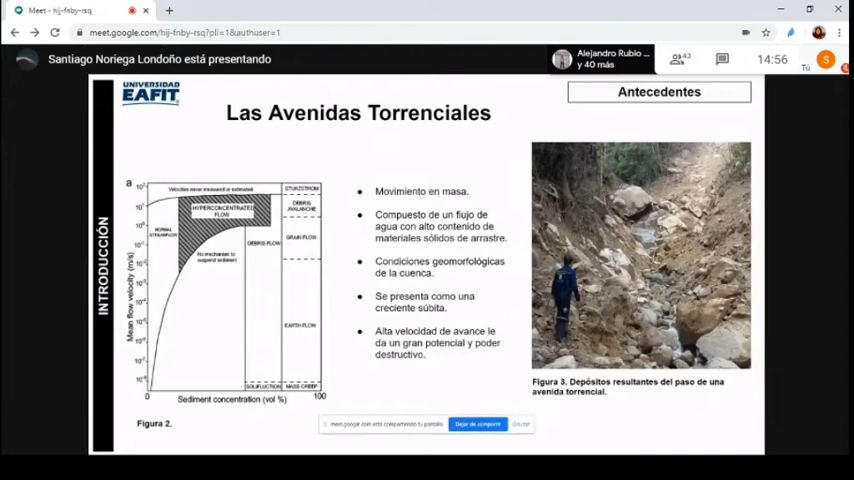 Meet - hij-fnby-rsq
meet.google.com/hij-fnby-rsq?pli=1&authuser=1
Santiago Noriega Londoño está presentando
Alejandro Rubio ...
y 40 más
43
14:56
Tú
S
UNIVERSIDAD
EAFIT
Las Avenidas Torrenciales
Antecedentes
INTRODUCCIÓN
a
Velocities never measured or estimated
STURZSTROM
HYPERCONCENTRATED
FLOW
DEBRIS
AVALANCHE
NORMAL
STREAMFLOW
GRAIN FLOW
DEBRIS FLOW
No mechanism to
suspend sediment
EARTH FLOW
SOLIFLUCTION
MASS CREEP
Mean flow velocity (m/s)
0
100
Sediment concentration (vol %)
Figura 2.
● Movimiento en masa.
● Compuesto de un flujo de
agua con alto contenido de
materiales sólidos de arrastre.
● Condiciones geomorfológicas
de la cuenca.
● Se presenta como una
creciente súbita.
● Alta velocidad de avance le
da un gran potencial y poder
destructivo.
Figura 3. Depósitos resultantes del paso de una
avenida torrencial.
meet.google.com está compartiendo tu pantalla.
Dejar de compartir
Ocultar